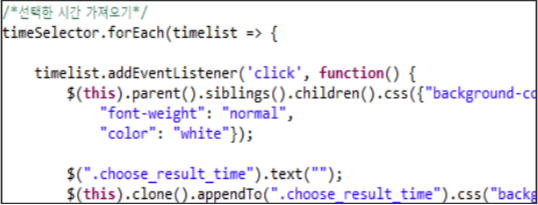 /*선택한 시간 가져오기*/
timeSelector.forEach(timelist => {
timelist.addEventListener('click', function() {
$(this).parent().siblings().children().css({"background-co
"font-weight": "normal",
"color": "white"});
$(".choose_result_time").text("");
$(this).clone().appendTo(".choose_result_time").css("backg